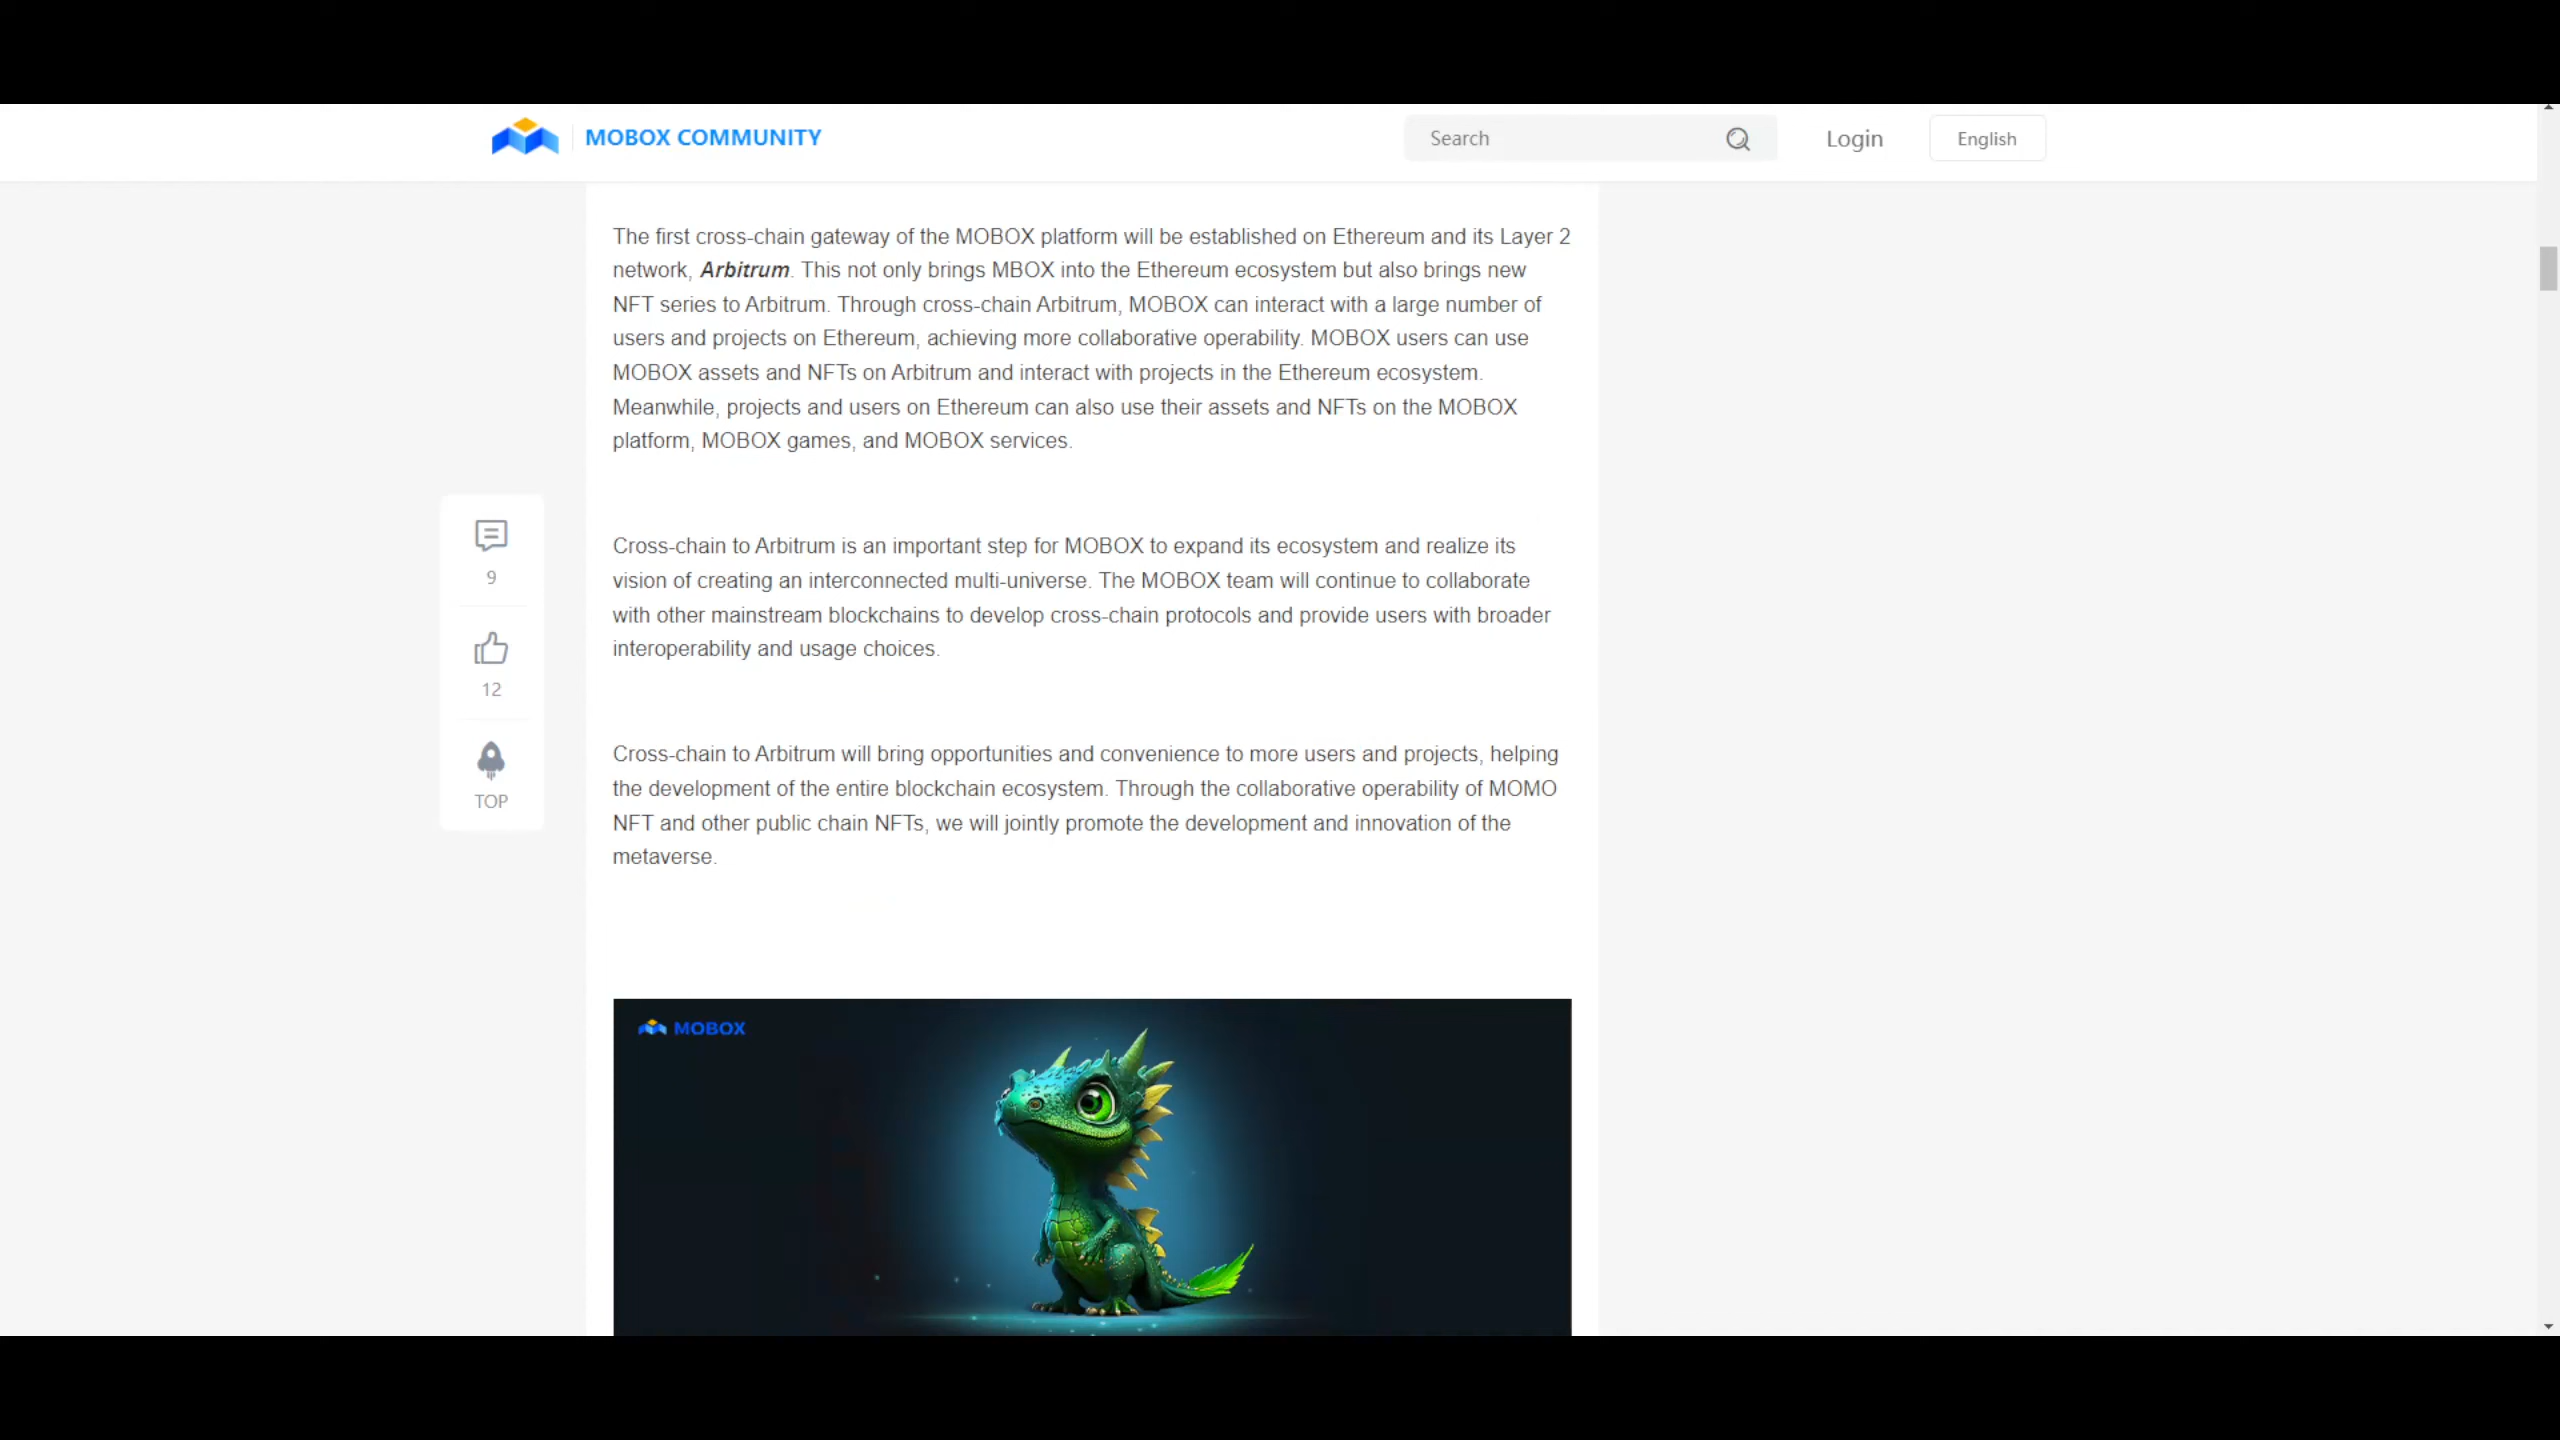 MOBOX COMMUNITY
Search
Login
English
The first cross-chain gateway of the MOBOX platform will be established on Ethereum and its Layer 2
network, Arbitrum. This not only brings MBOX into the Ethereum ecosystem but also brings new
NFT series to Arbitrum. Through cross-chain Arbitrum, MOBOX can interact with a large number of
users and projects on Ethereum, achieving more collaborative operability. MOBOX users can use
MOBOX assets and NFTs on Arbitrum and interact with projects in the Ethereum ecosystem.
Meanwhile, projects and users on Ethereum can also use their assets and NFTs on the MOBOX
platform, MOBOX games, and MOBOX services.
9
12
TOP
Cross-chain to Arbitrum is an important step for MOBOX to expand its ecosystem and realize its
vision of creating an interconnected multi-universe. The MOBOX team will continue to collaborate
with other mainstream blockchains to develop cross-chain protocols and provide users with broader
interoperability and usage choices.
Cross-chain to Arbitrum will bring opportunities and convenience to more users and projects, helping
the development of the entire blockchain ecosystem. Through the collaborative operability of MOMO
NFT and other public chain NFTs, we will jointly promote the development and innovation of the
metaverse.
MOBOX